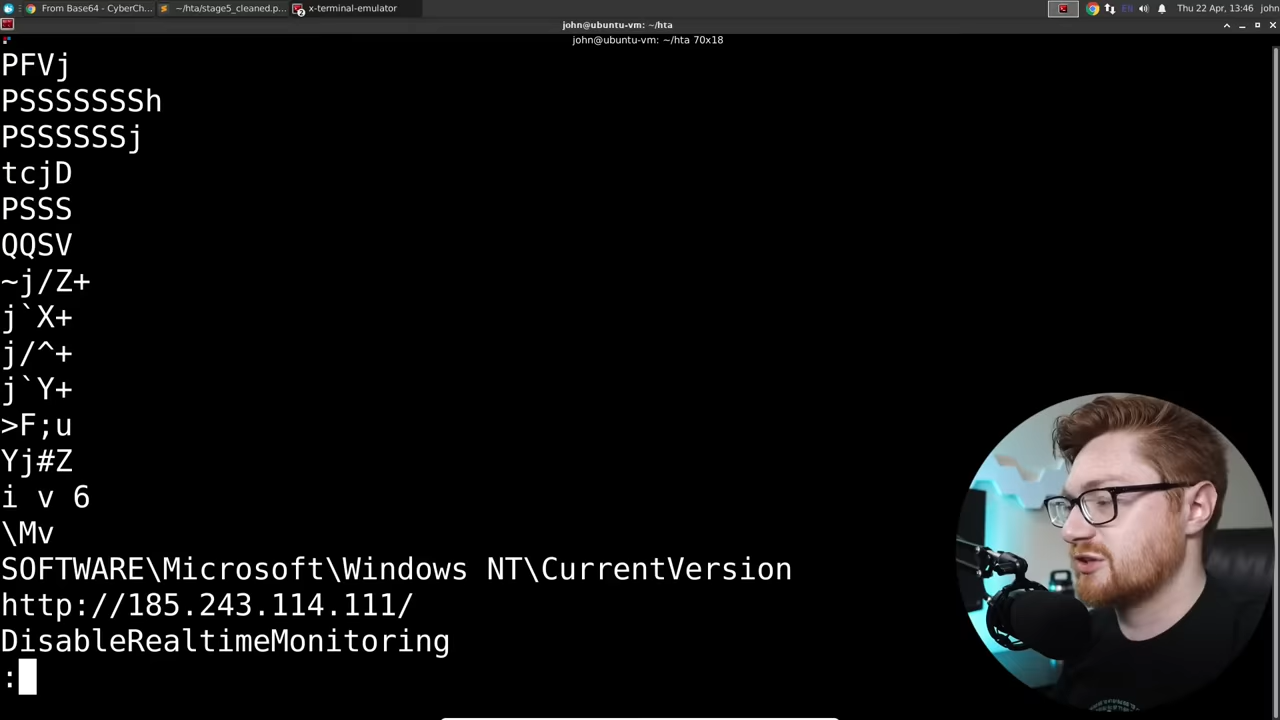 From Base64 - CyberCh...
~/hta/stage5_cleaned.p...
x-terminal-emulator
Thu 22 Apr, 13:46
john
john@ubuntu-vm: ~/hta
john@ubuntu-vm: ~/hta 70x18
PFVj
PSSSSSSSh
PSSSSSSj
tcjD
PSSS
QQSV
~j/Z+
j`X+
j/^+
j`Y+
>F;u
Yj#Z
i v 6
\Mv
SOFTWARE\Microsoft\Windows NT\CurrentVersion
http://185.243.114.111/
DisableRealtimeMonitoring
: